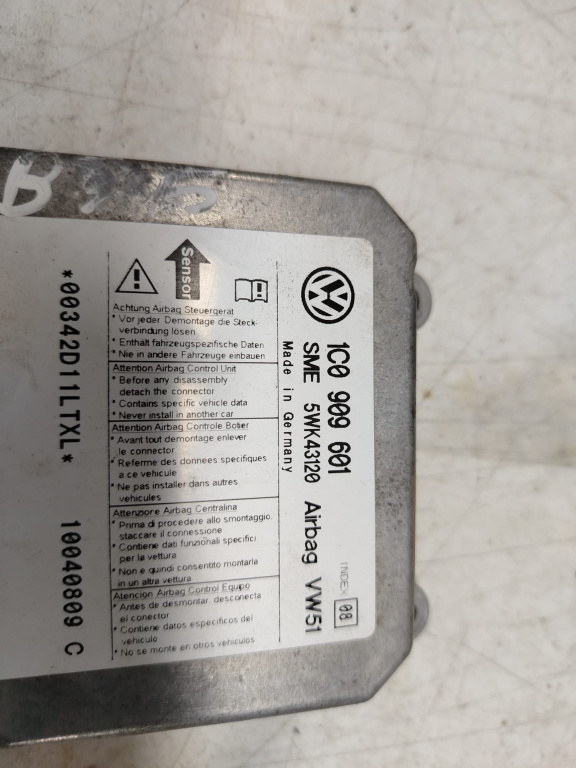 1C0 909 601
SME 5WK43120 Airbag VW51
Made in Germany
INDEX 08
Sensor
Achtung Airbag Steuergerat
* Vor jeder Demontage die Steck-
verbindung lösen
* Enthält fahrzeugspezifische Daten
* Nie in andere Fahrzeuge einbauen
Attention Airbag Control Unit
* Before any disassembly
detach the connector
* Contains specific vehicle data
* Never install in another car
Attention Airbag Controle Boitier
* Avant tout demontage enlever
le connector
* Referme des donnees specifiques
a ce vehicule
* Ne pas installer dans autres
vehicules
Attenzione Airbag Centralina
* Prima di procedere allo smontaggio,
staccare il connessione
* Contiene dati funzionali specifici
per la vettura
* Non e quindi consentito montarla
in un altra vettura
Atencion Airbag Control Equipo
* Antes de desmontar, desconecta
el conector
* Contiene datos especificos del
vehiculo
* No se monte en otros vehiculos
*00342D11LTXL* 10040809 C